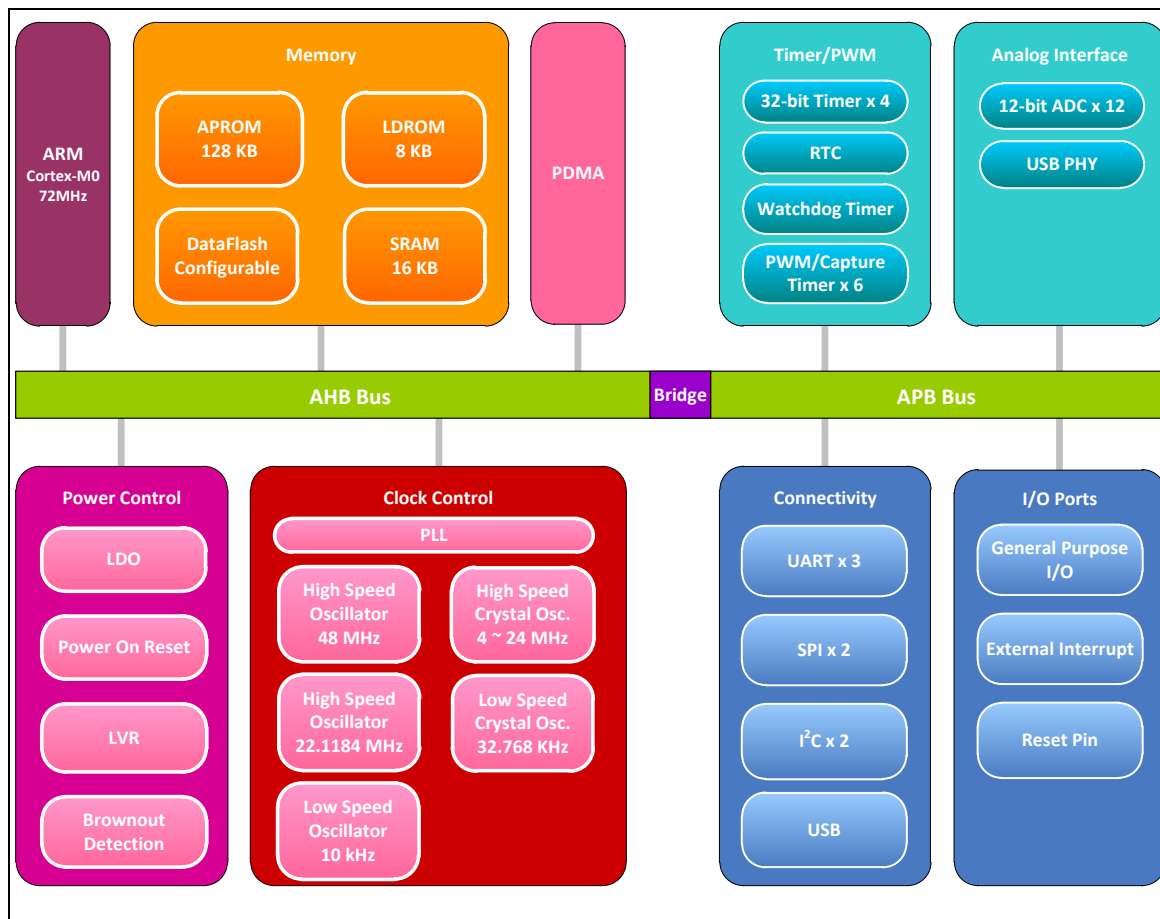 ARM
Cortex-M0
72MHz
Memory
APROM
128 KB
LDROM
8 KB
DataFlash
Configurable
SRAM
16 KB
PDMA
Timer/PWM
32-bit Timer x 4
RTC
Watchdog Timer
PWM/Capture
Timer x 6
Analog Interface
12-bit ADC x 12
USB PHY
AHB Bus
Bridge
APB Bus
Power Control
LDO
Power On Reset
LVR
Brownout
Detection
Clock Control
PLL
High Speed
Oscillator
48 MHz
High Speed
Crystal Osc.
4 ~ 24 MHz
High Speed
Oscillator
22.1184 MHz
Low Speed
Crystal Osc.
32.768 KHz
Low Speed
Oscillator
10 kHz
Connectivity
UART x 3
SPI x 2
I²C x 2
USB
I/O Ports
General Purpose
I/O
External Interrupt
Reset Pin